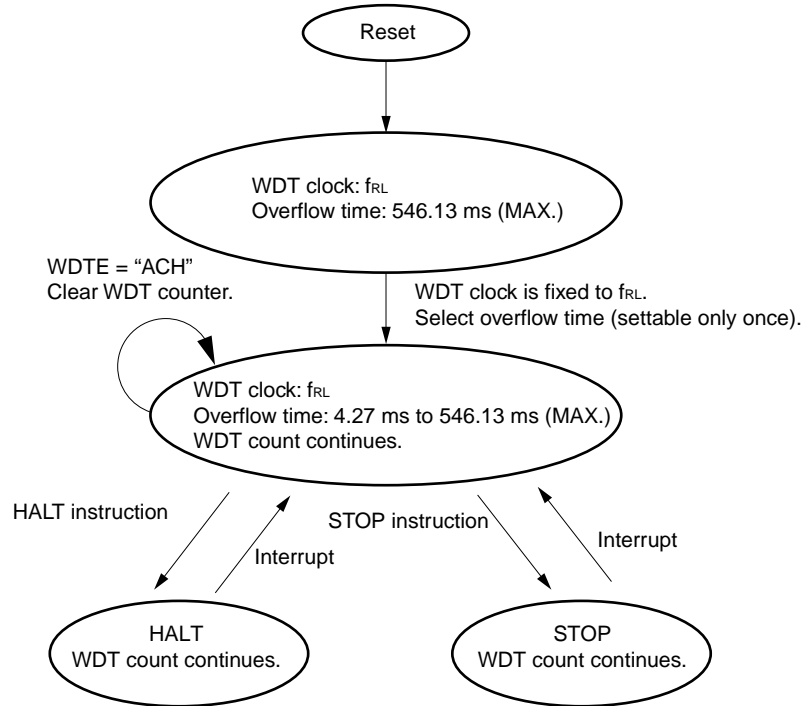 Reset
WDT clock: fRL
Overflow time: 546.13 ms (MAX.)
WDTE = “ACH”
Clear WDT counter.
WDT clock is fixed to fRL.
Select overflow time (settable only once).
WDT clock: fRL
Overflow time: 4.27 ms to 546.13 ms (MAX.)
WDT count continues.
HALT instruction
Interrupt
STOP instruction
Interrupt
HALT
WDT count continues.
STOP
WDT count continues.